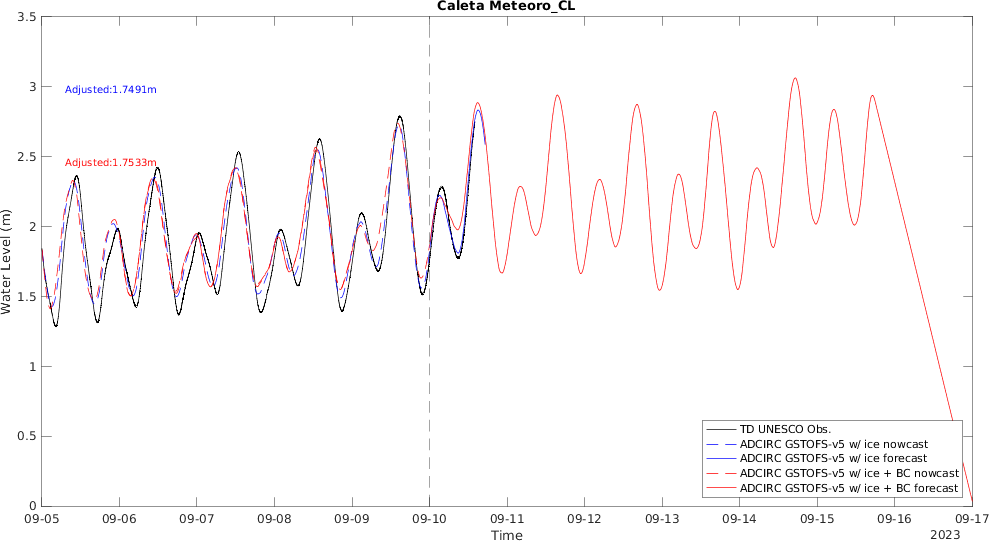 Caleta Meteoro_CL
3.5
3
2.5
2
1.5
1
0.5
0
Water Level (m)
Adjusted:1.7491m
Adjusted:1.7533m
TD UNESCO Obs.
ADCIRC GSTOFS-v5 w/ ice nowcast
ADCIRC GSTOFS-v5 w/ ice forecast
ADCIRC GSTOFS-v5 w/ ice + BC nowcast
ADCIRC GSTOFS-v5 w/ ice + BC forecast
09-05 09-06 09-07 09-08 09-09 09-10 09-11 09-12 09-13 09-14 09-15 09-16 09-17
Time
2023